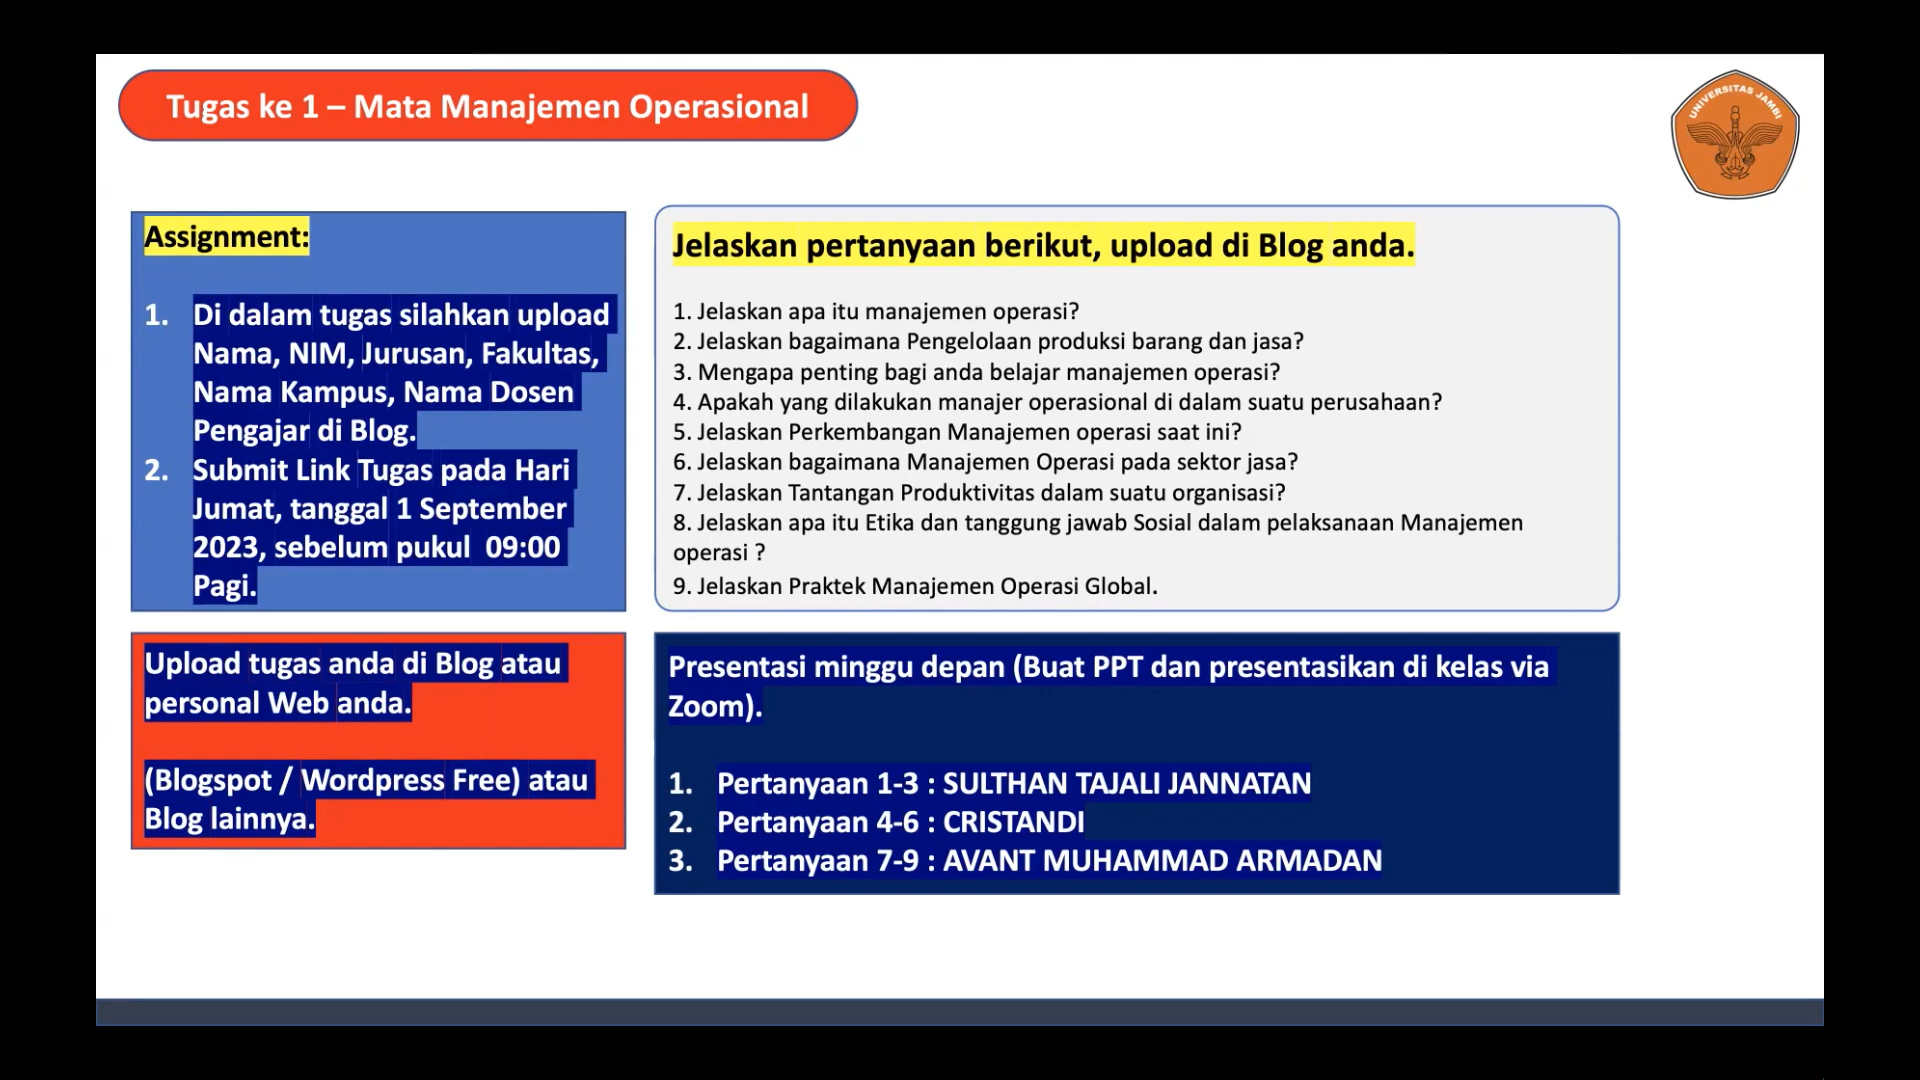 Tugas ke 1 – Mata Manajemen Operasional
UNIVERSITAS JAMBI
Assignment:
1. Di dalam tugas silahkan upload
Nama, NIM, Jurusan, Fakultas,
Nama Kampus, Nama Dosen
Pengajar di Blog.
2. Submit Link Tugas pada Hari
Jumat, tanggal 1 September
2023, sebelum pukul 09:00
Pagi.
Jelaskan pertanyaan berikut, upload di Blog anda.
1. Jelaskan apa itu manajemen operasi?
2. Jelaskan bagaimana Pengelolaan produksi barang dan jasa?
3. Mengapa penting bagi anda belajar manajemen operasi?
4. Apakah yang dilakukan manajer operasional di dalam suatu perusahaan?
5. Jelaskan Perkembangan Manajemen operasi saat ini?
6. Jelaskan bagaimana Manajemen Operasi pada sektor jasa?
7. Jelaskan Tantangan Produktivitas dalam suatu organisasi?
8. Jelaskan apa itu Etika dan tanggung jawab Sosial dalam pelaksanaan Manajemen
operasi ?
9. Jelaskan Praktek Manajemen Operasi Global.
Upload tugas anda di Blog atau
personal Web anda.
(Blogspot / Wordpress Free) atau
Blog lainnya.
Presentasi minggu depan (Buat PPT dan presentasikan di kelas via
Zoom).
1. Pertanyaan 1-3 : SULTHAN TAJALI JANNATAN
2. Pertanyaan 4-6 : CRISTANDI
3. Pertanyaan 7-9 : AVANT MUHAMMAD ARMADAN